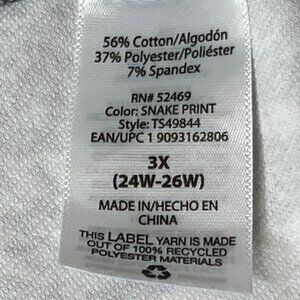 56% Cotton/Algodón
37% Polyester/Poliéster
7% Spandex
RN# 52469
Color: SNAKE PRINT
Style: TS49844
EAN/UPC 1 9093162806
3X
(24W-26W)
MADE IN/HECHO EN
CHINA
THIS LABEL YARN IS MADE
OUT OF 100% RECYCLED
POLYESTER MATERIALS